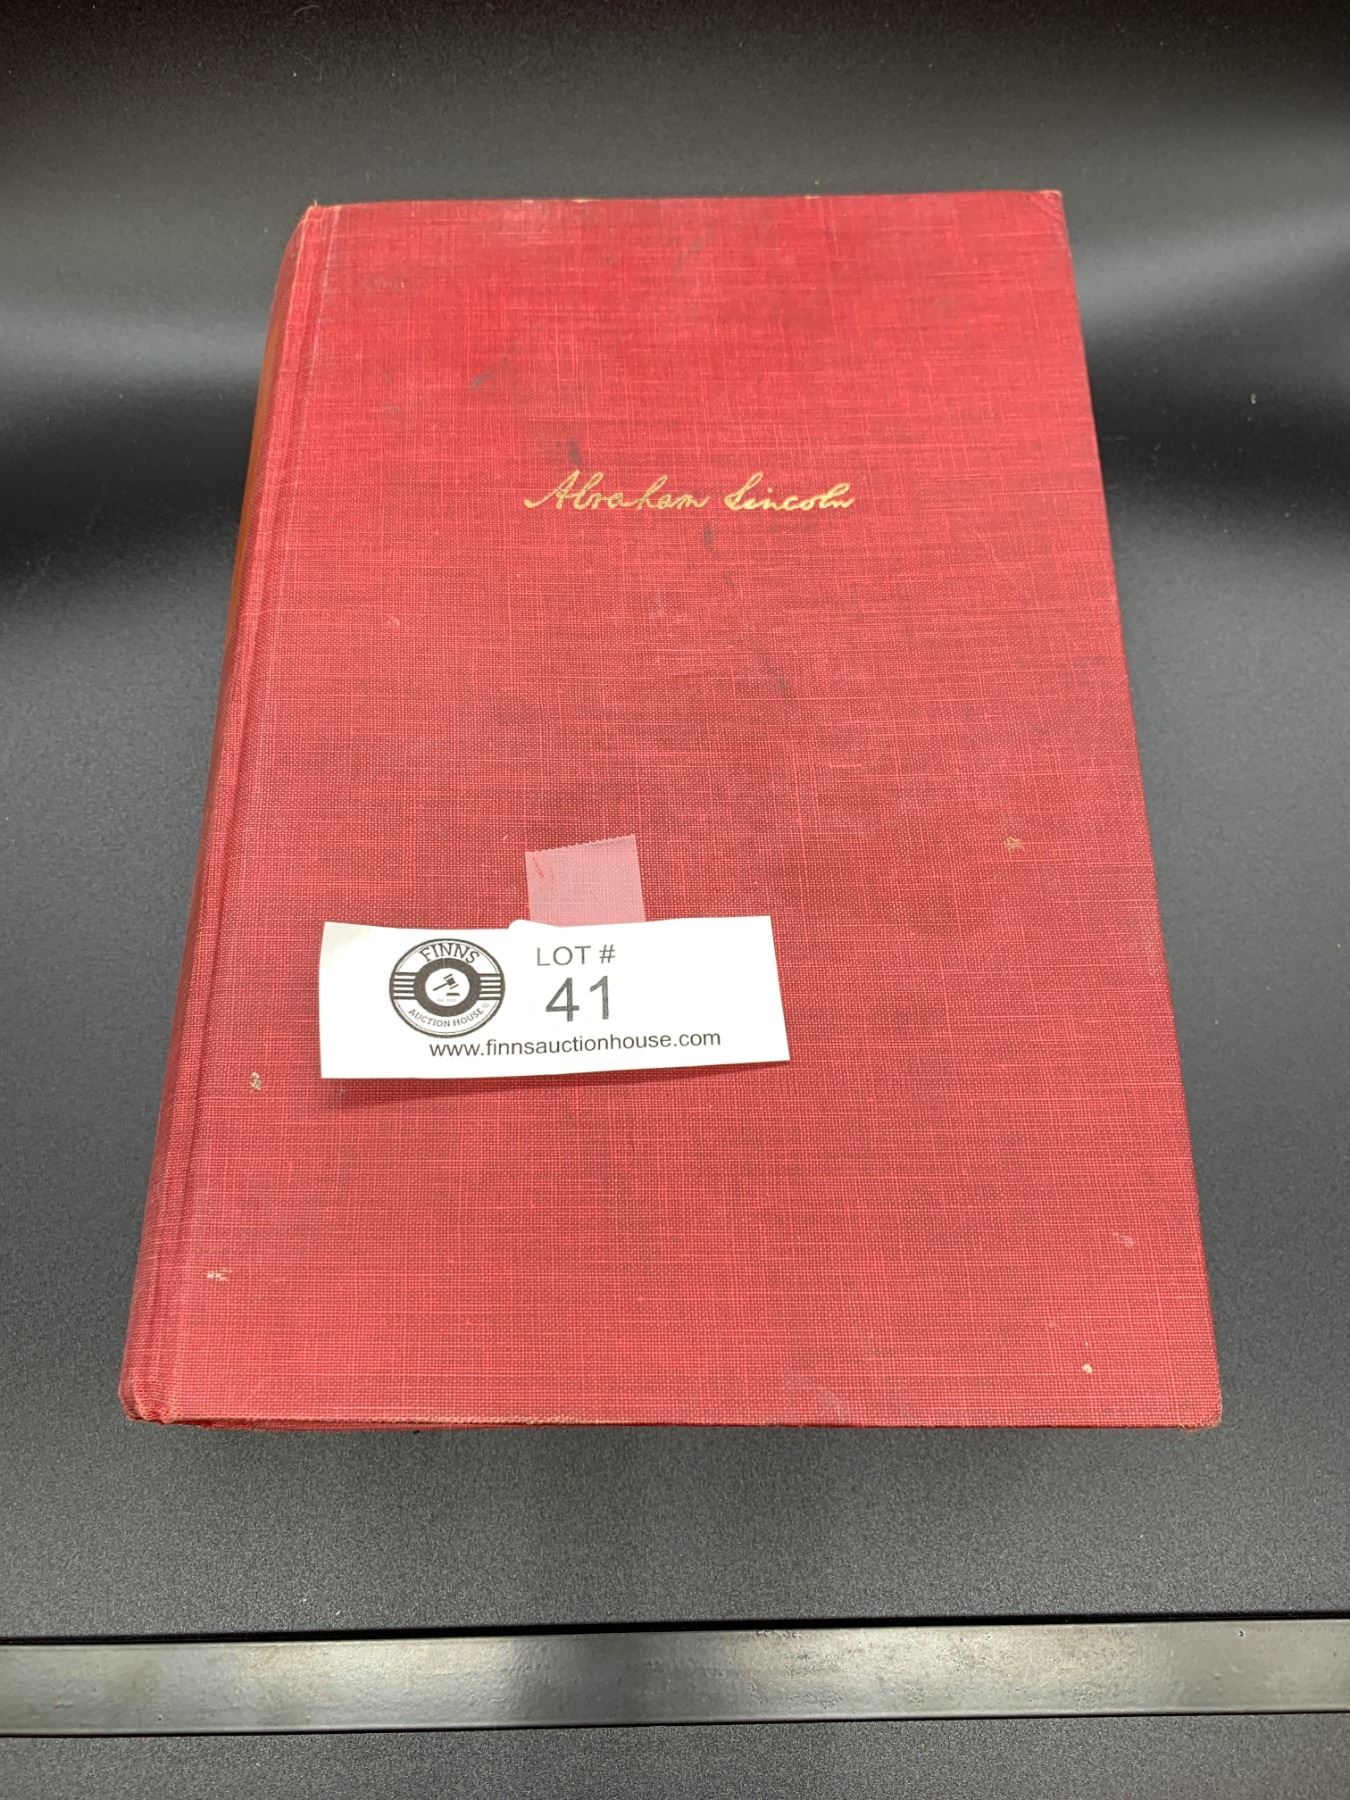 Abraham Lincoln
FINNS
AUCTION HOUSE
LOT #
41
www.finnsauctionhouse.com